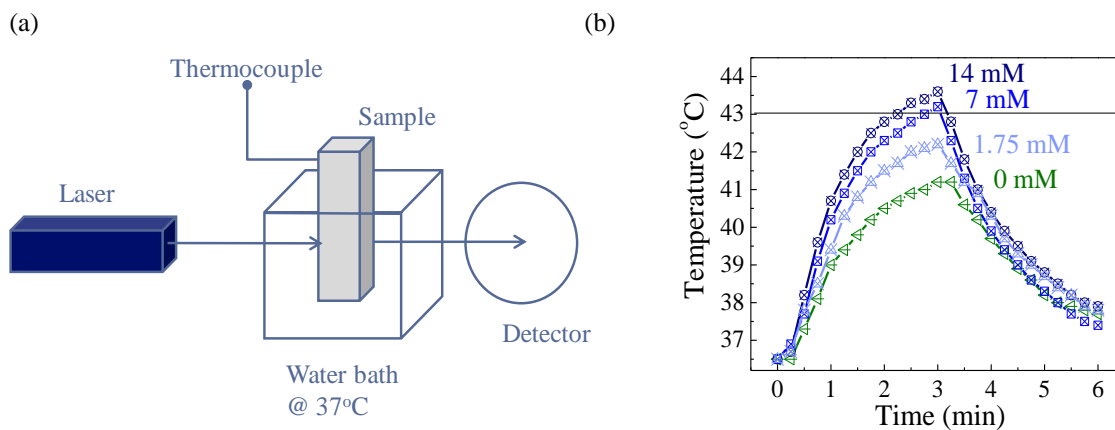 (a)
Thermocouple
Sample
Laser
Detector
Water bath
@ 37°C
(b)
Temperature (°C)
44
43
42
41
40
39
38
37
14 mM
7 mM
1.75 mM
0 mM
0 1 2 3 4 5 6
Time (min)